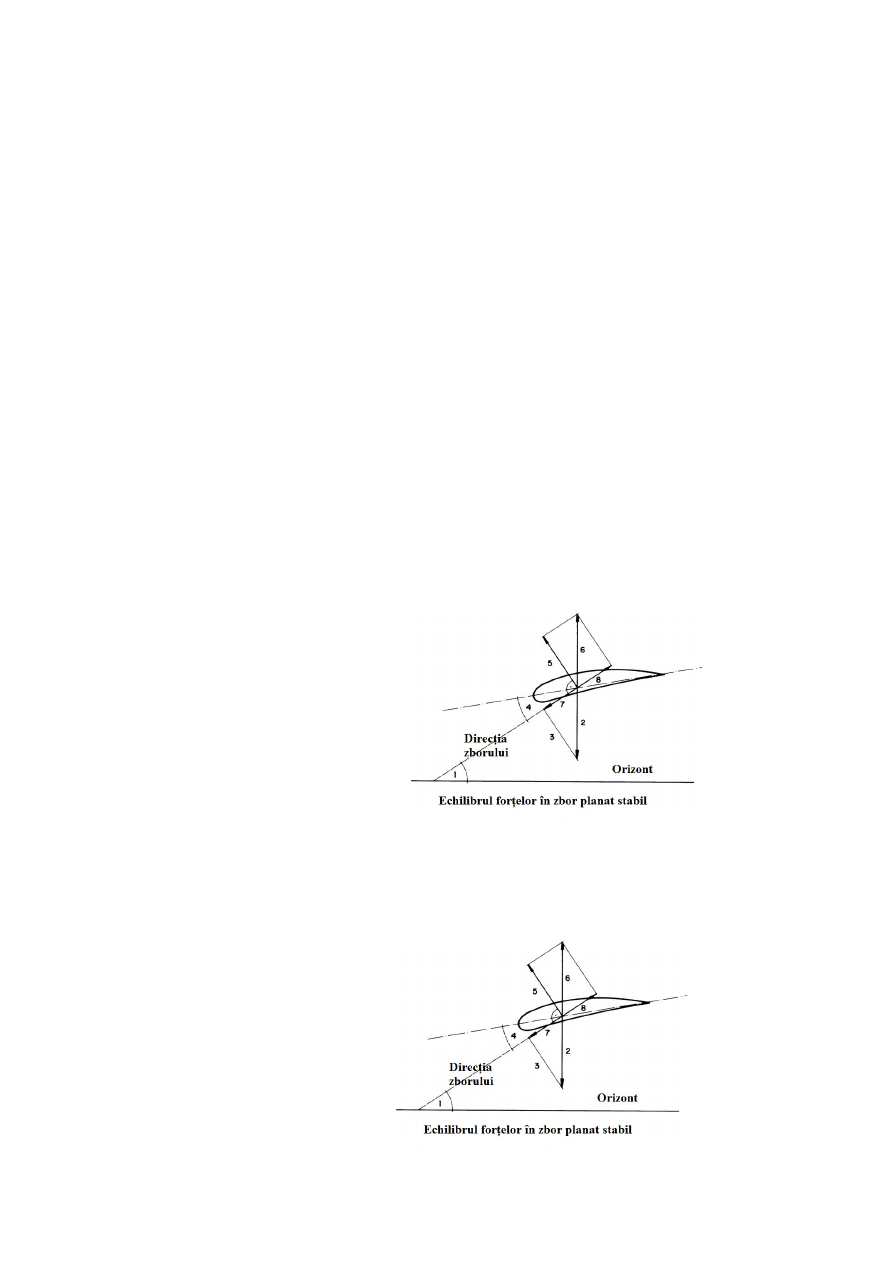 6
5
8
4
7
2
Direcția
3
zborului
Orizont
1
Echilibrul forțelor în zbor planat stabil
6
5
8
4
7
2
Direcția
3
zborului
Orizont
1
Echilibrul forțelor în zbor planat stabil